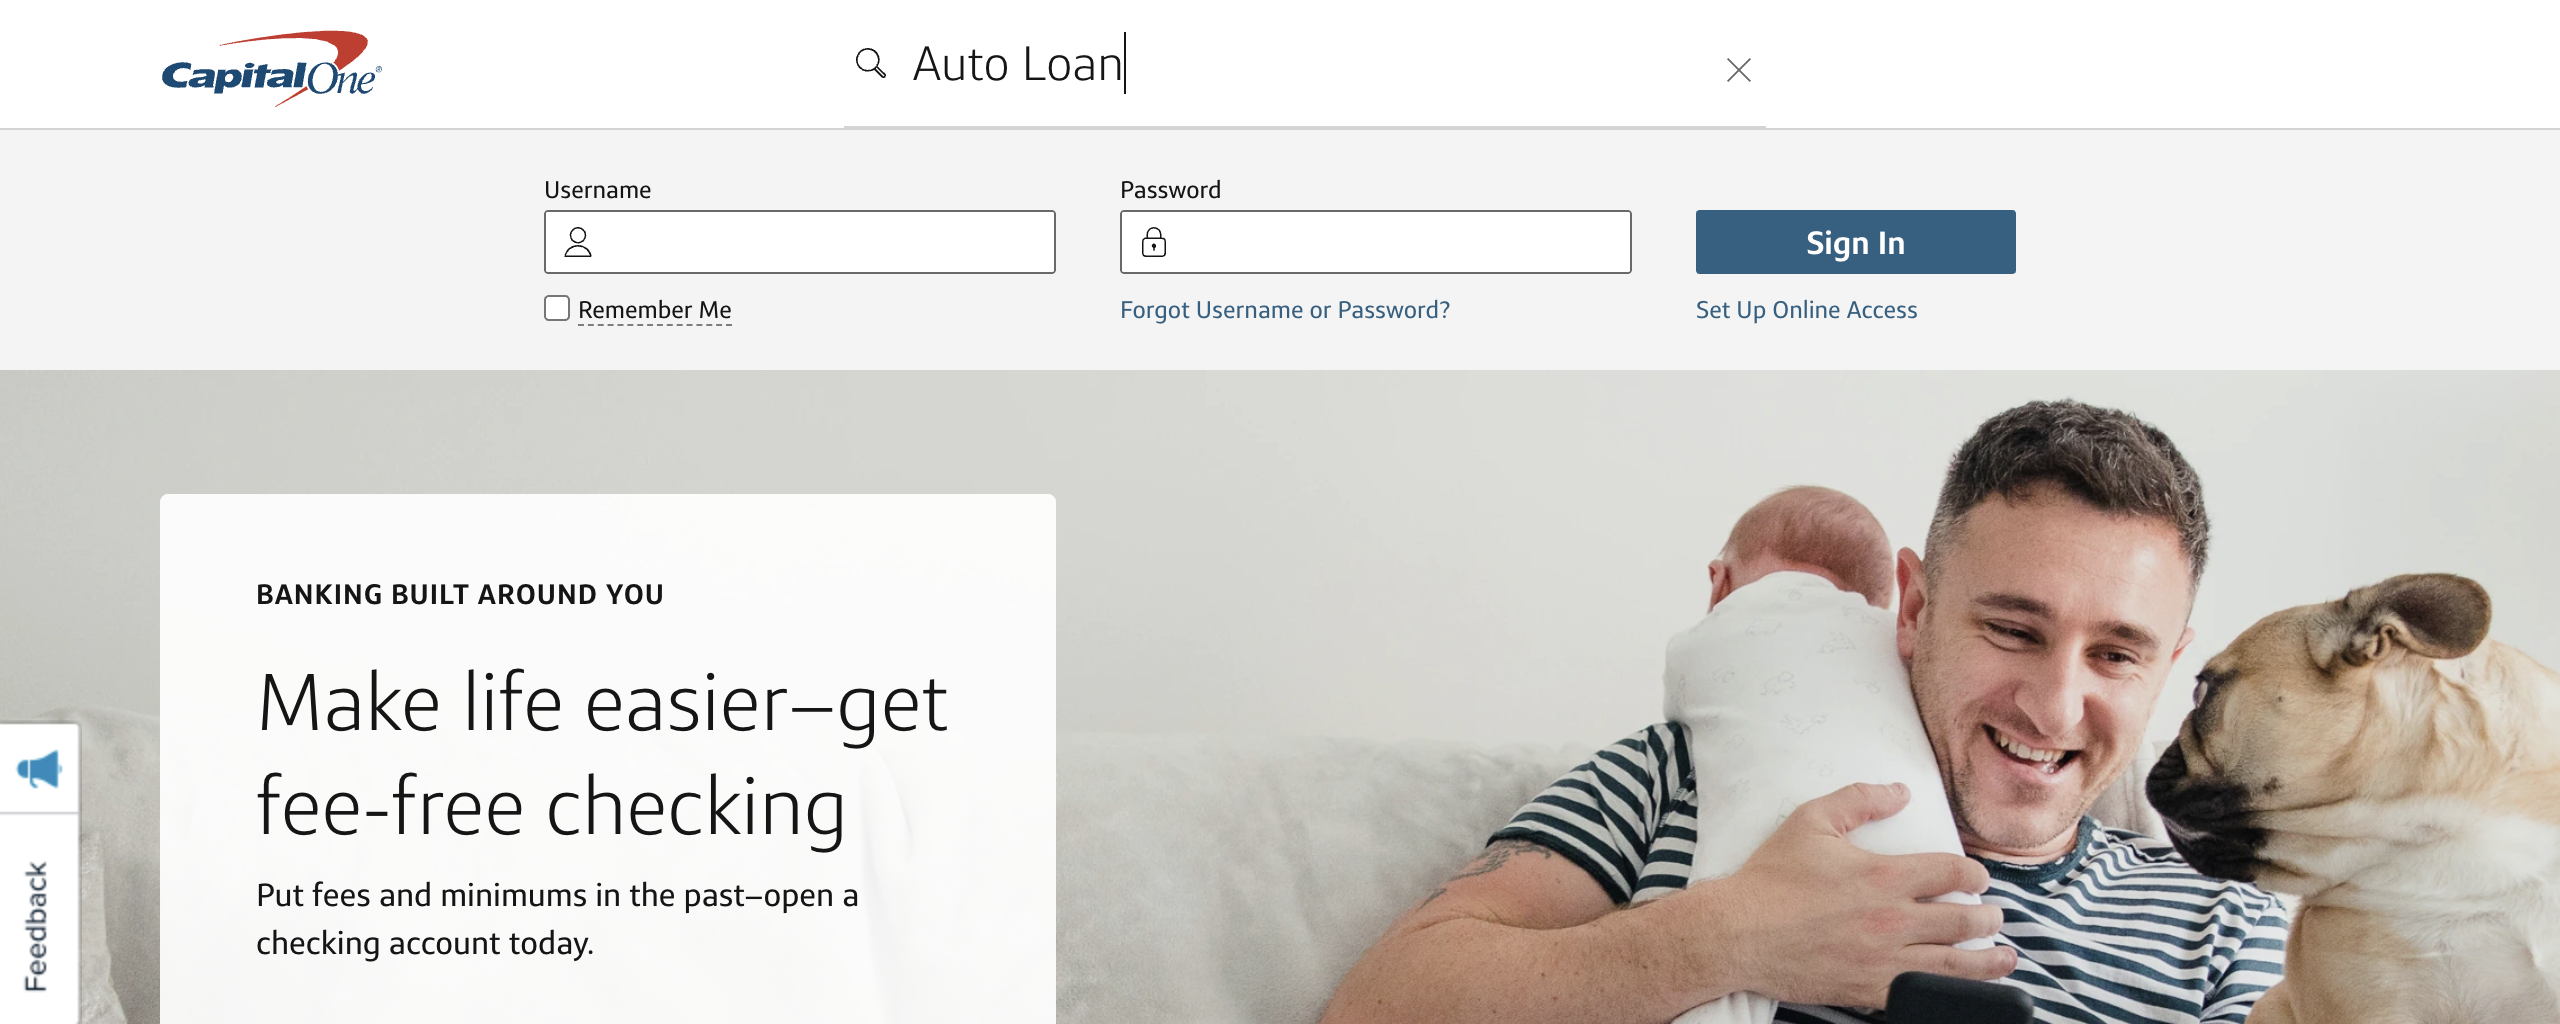 CapitalOne®
Auto Loan
Username
Password
Sign In
Remember Me
Forgot Username or Password?
Set Up Online Access
BANKING BUILT AROUND YOU
Make life easier–get
fee-free checking
Put fees and minimums in the past–open a
checking account today.
Feedback